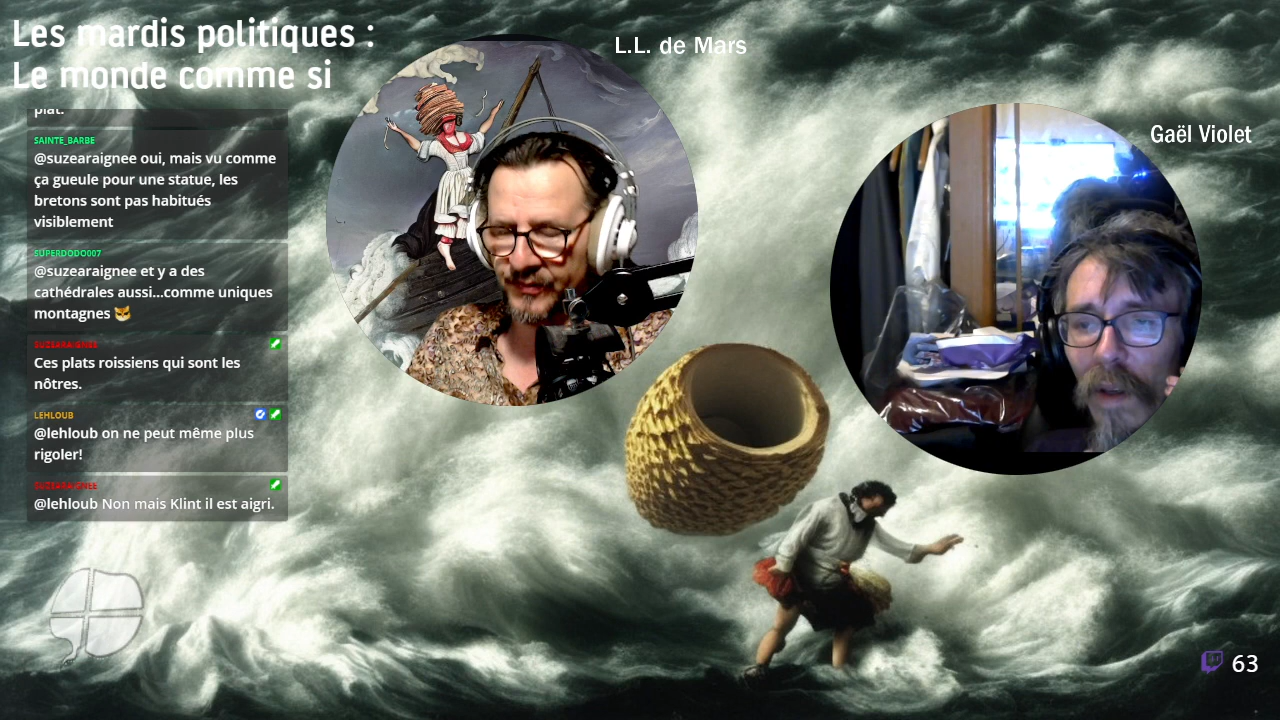 Les mardis politiques :
Le monde comme si
L.L. de Mars
Gaël Violet
plat.
SAINTE_BARBE
@suzearaignee oui, mais vu comme
ça gueule pour une statue, les
bretons sont pas habitués
visiblement
SUPERDODO007
@suzearaignee et y a des
cathédrales aussi...comme uniques
montagnes
SUZEARAIGNEE
Ces plats roissiens qui sont les
nôtres.
LEHLOUB
@lehloub on ne peut même plus
rigoler!
SUZEARAIGNEE
@lehloub Non mais Klint il est aigri.
63